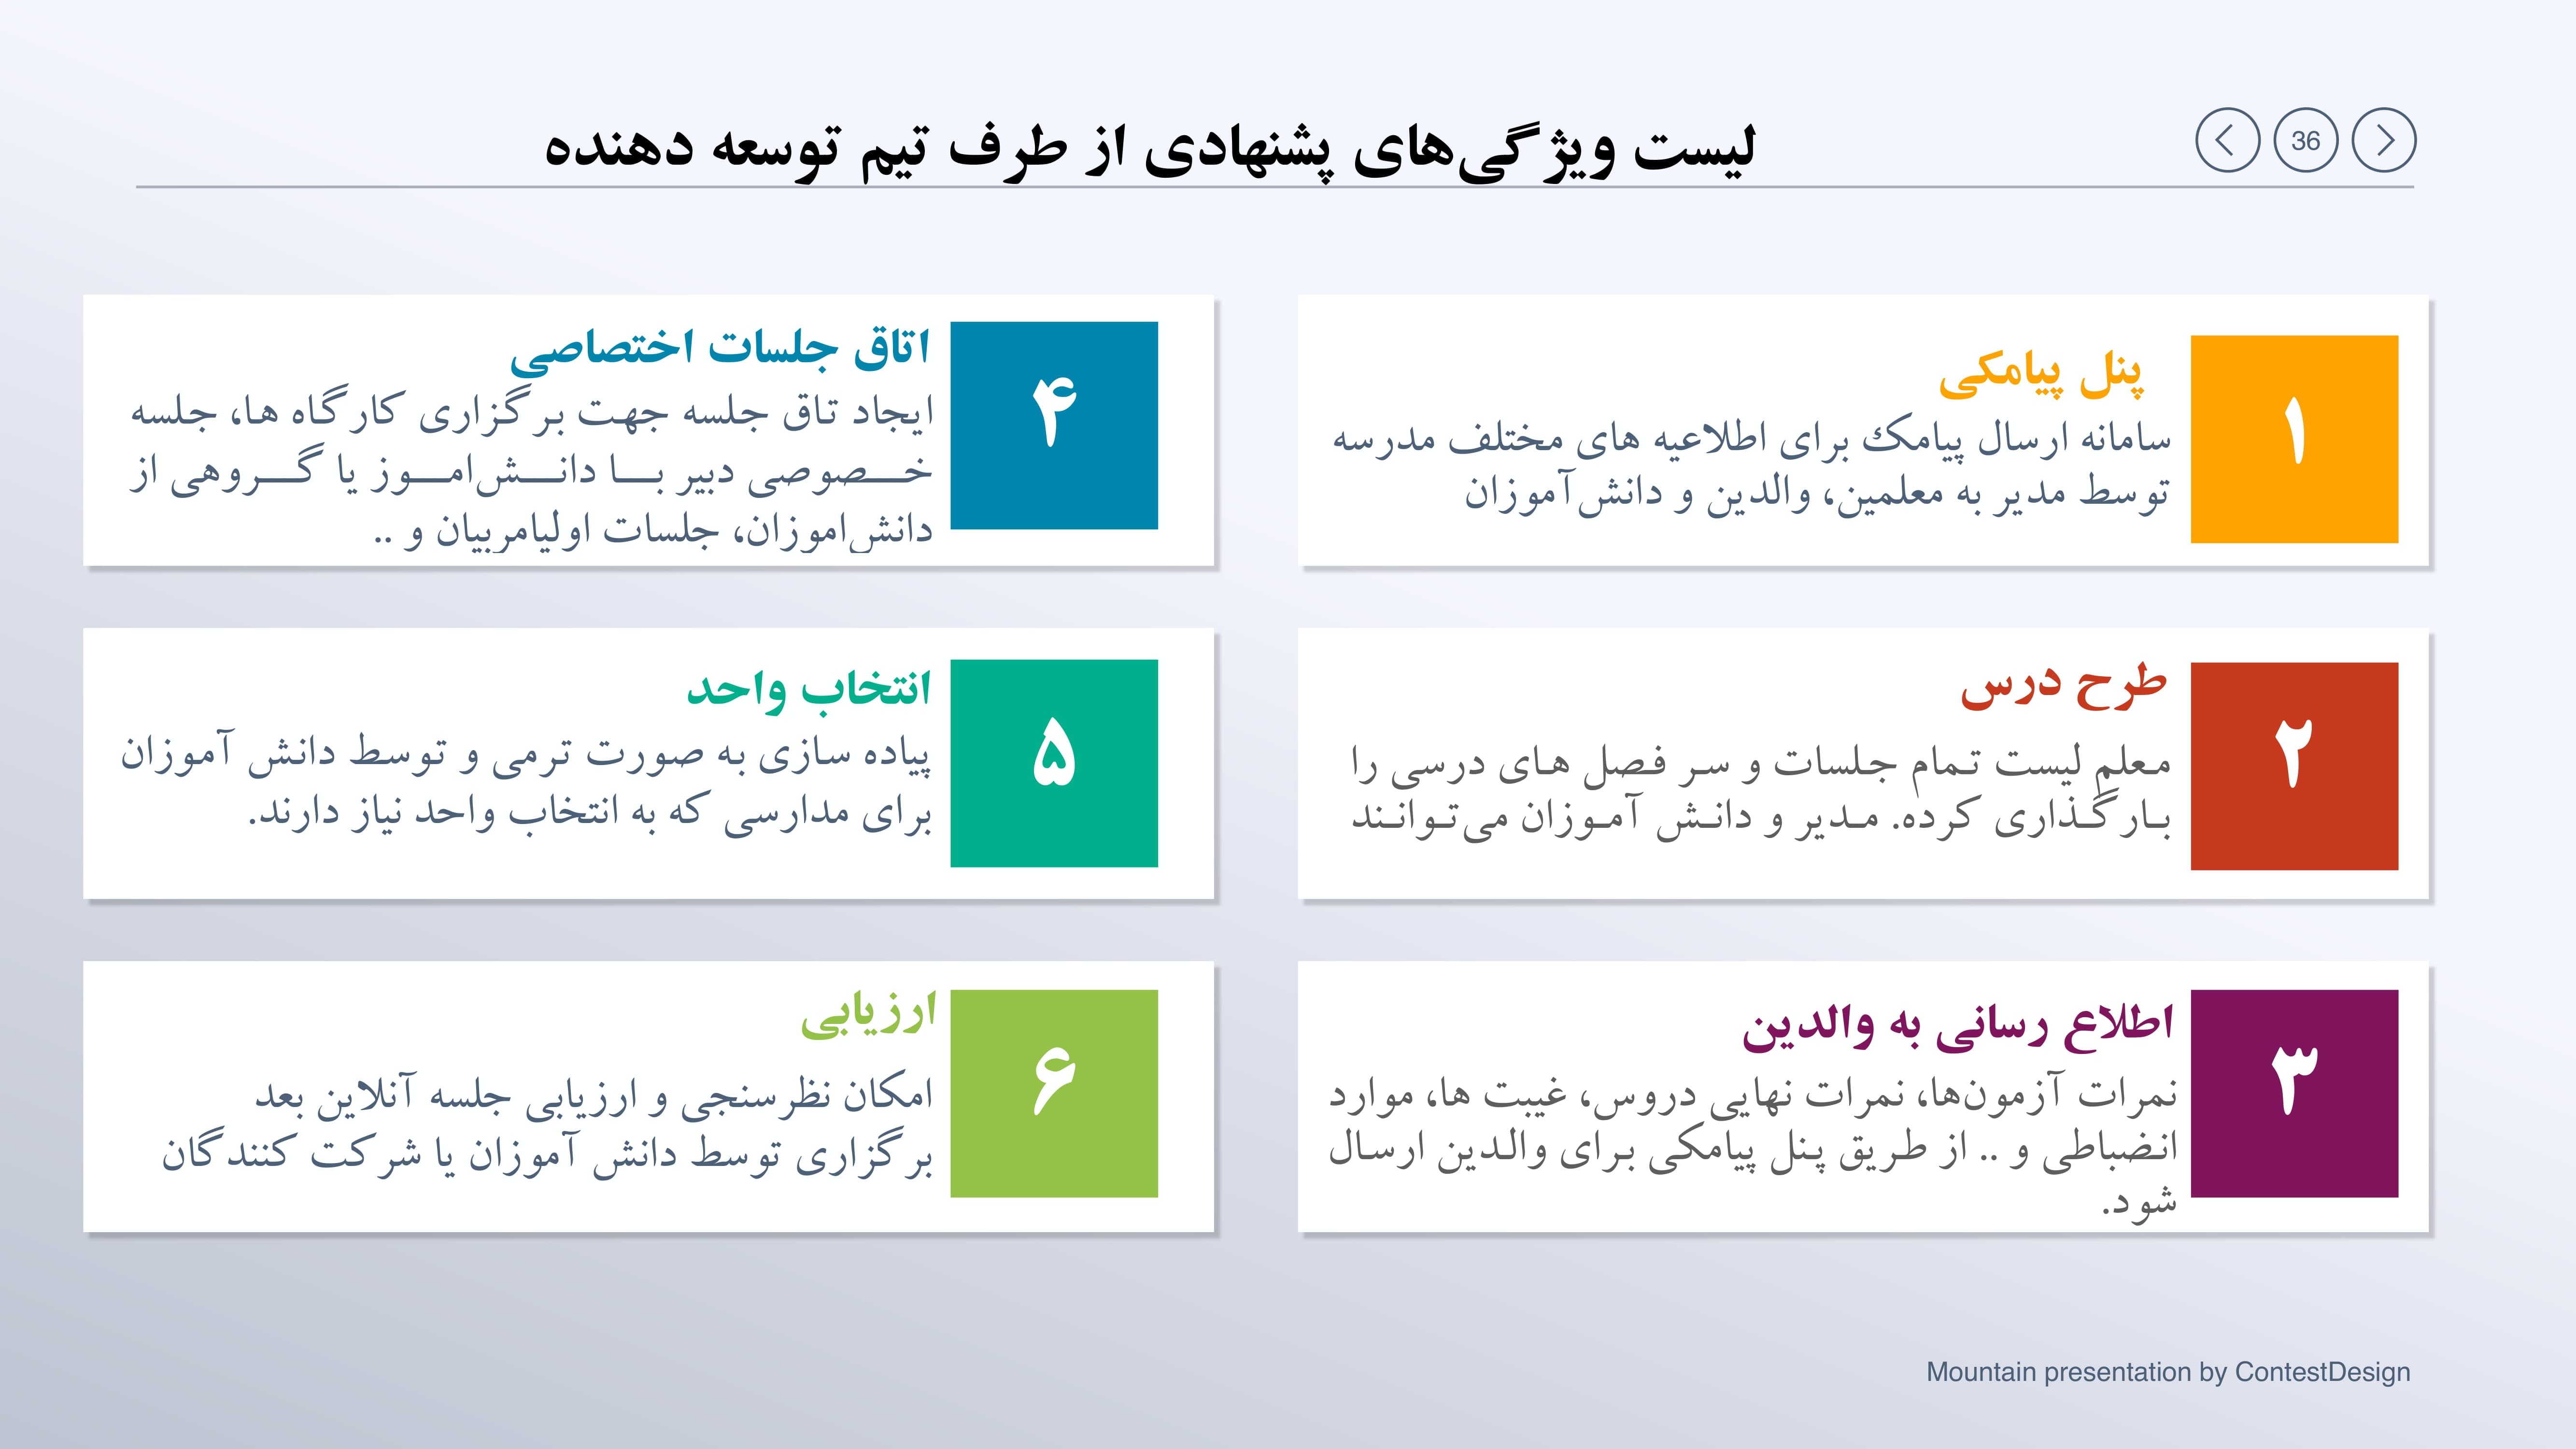 لیست ویژگی‌های پشنهادی از طرف تیم توسعه دهنده
36
۱
پنل پیامکی
سامانه ارسال پیامک برای اطلاعیه های مختلف مدرسه
توسط مدیر به معلمین، والدین و دانش‌آموزان
۲
طرح درس
معلم لیست تمام جلسات و سر فصل های درسی را
بارگذاری کرده. مدیر و دانش آموزان می‌توانند
۳
اطلاع رسانی به والدین
نمرات آزمون‌ها، نمرات نهایی دروس، غیبت ها، موارد
انضباطی و .. از طریق پنل پیامکی برای والدین ارسال
شود.
۴
اتاق جلسات اختصاصی
ایجاد تاق جلسه جهت برگزاری کارگاه ها، جلسه
خصوصی دبیر با دانش‌اموز یا گروهی از
دانش‌اموزان، جلسات اولیامربیان و ..
۵
انتخاب واحد
پیاده سازی به صورت ترمی و توسط دانش آموزان
برای مدارسی که به انتخاب واحد نیاز دارند.
۶
ارزیابی
امکان نظرسنجی و ارزیابی جلسه آنلاین بعد
برگزاری توسط دانش آموزان یا شرکت کنندگان
Mountain presentation by ContestDesign